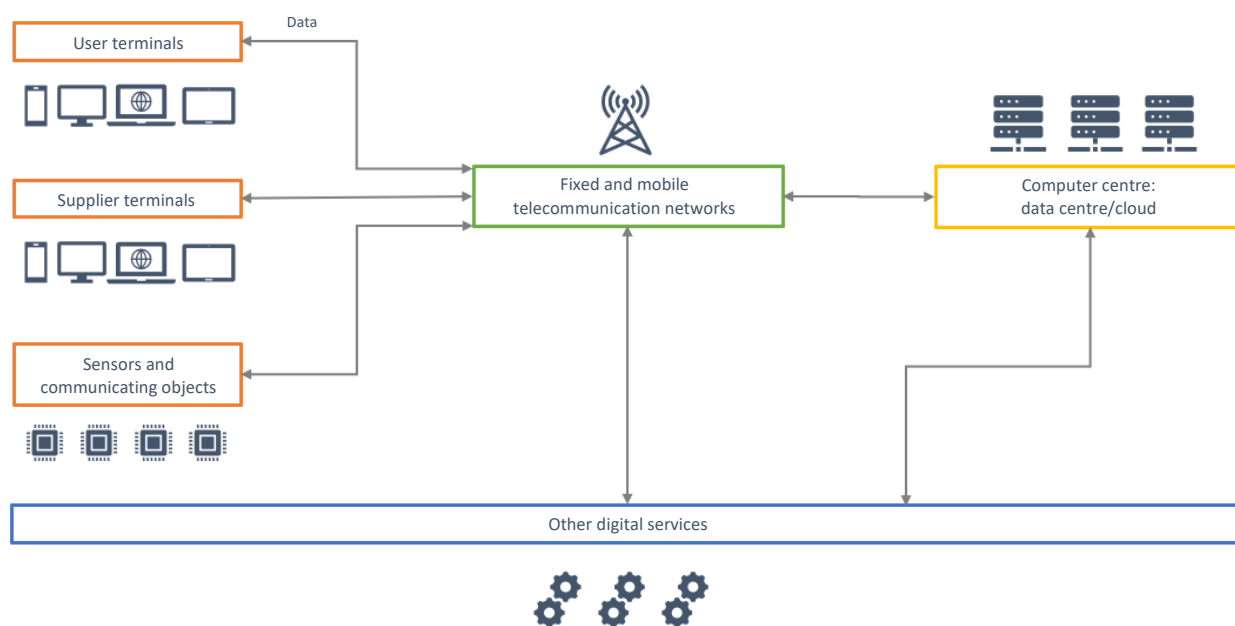 Data
User terminals
Supplier terminals
Fixed and mobile
telecommunication networks
Computer centre:
data centre/cloud
Sensors and
communicating objects
Other digital services